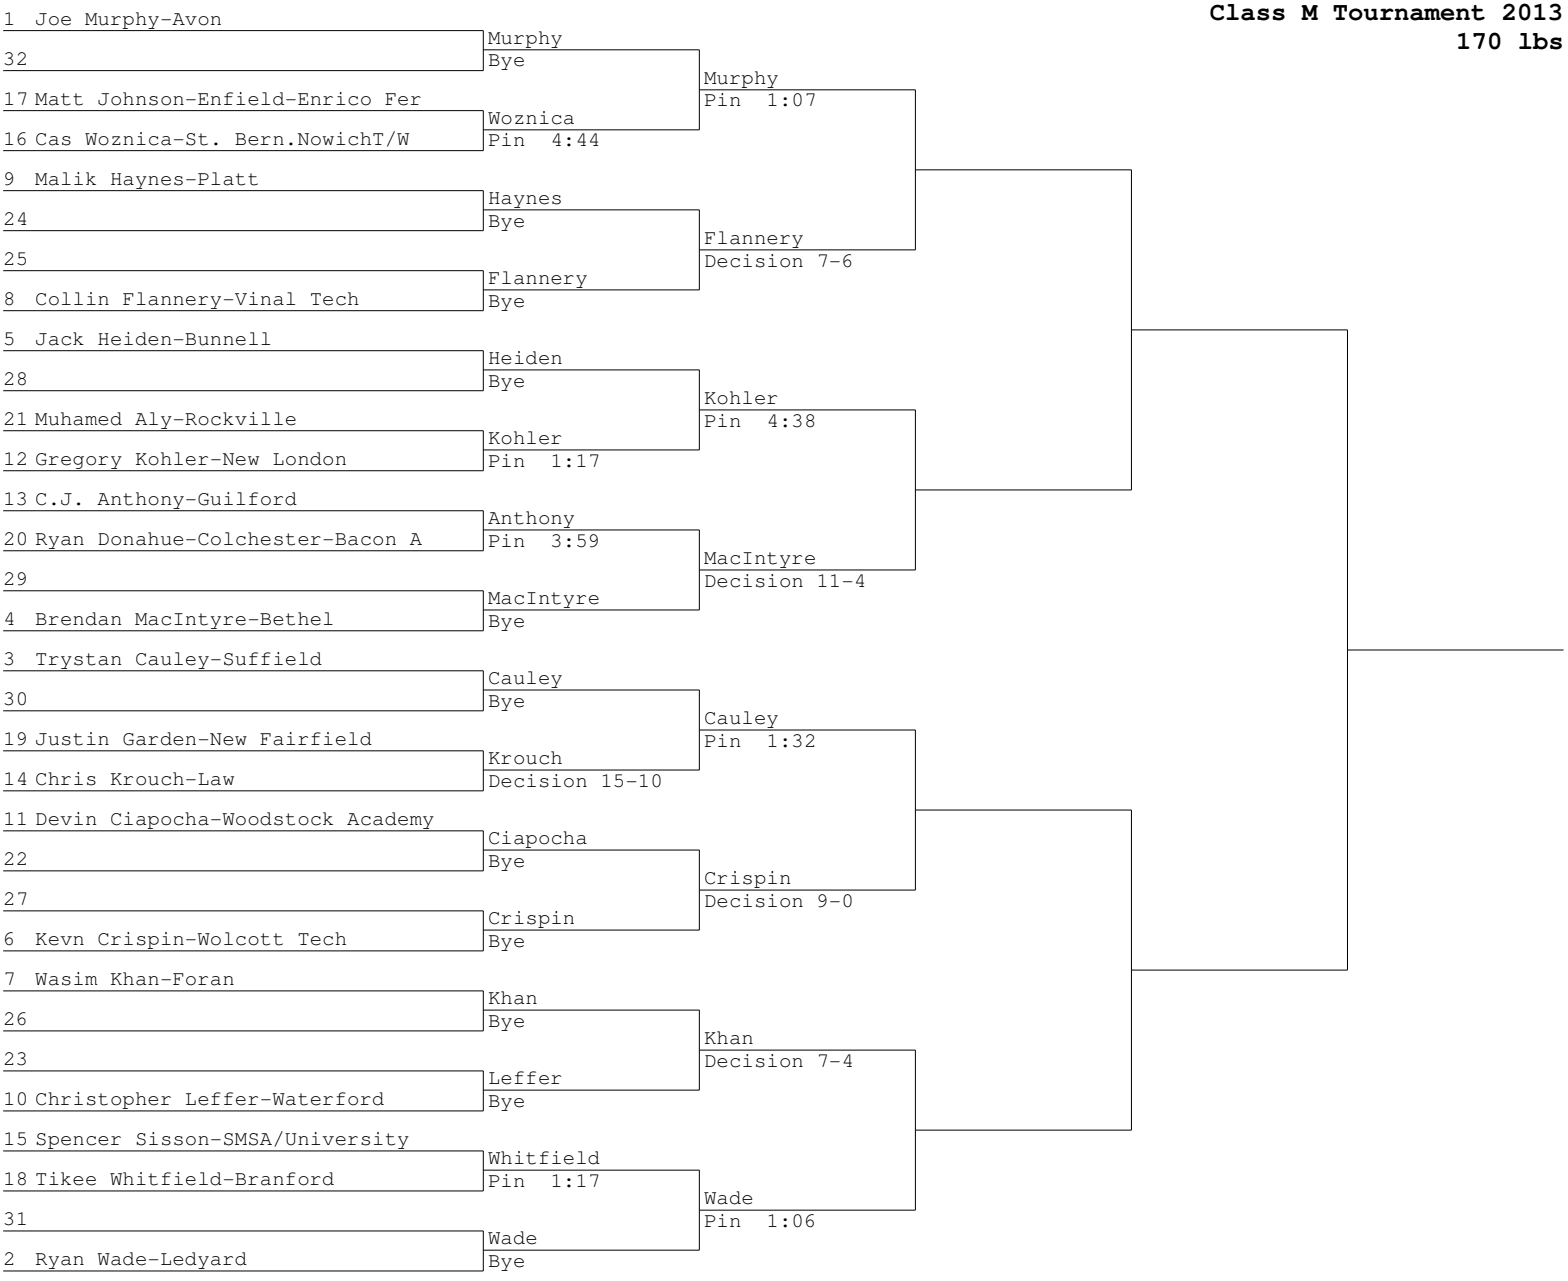 Class M Tournament 2013
170 lbs
1 Joe Murphy-Avon
32
17 Matt Johnson-Enfield-Enrico Fer
16 Cas Woznica-St. Bern.NowichT/W
9 Malik Haynes-Platt
24
25
8 Collin Flannery-Vinal Tech
5 Jack Heiden-Bunnell
28
21 Muhamed Aly-Rockville
12 Gregory Kohler-New London
13 C.J. Anthony-Guilford
20 Ryan Donahue-Colchester-Bacon A
29
4 Brendan MacIntyre-Bethel
3 Trystan Cauley-Suffield
30
19 Justin Garden-New Fairfield
14 Chris Krouch-Law
11 Devin Ciapocha-Woodstock Academy
22
27
6 Kevn Crispin-Wolcott Tech
7 Wasim Khan-Foran
26
23
10 Christopher Leffer-Waterford
15 Spencer Sisson-SMSA/University
18 Tikee Whitfield-Branford
31
2 Ryan Wade-Ledyard
Murphy
Bye
Woznica
Pin 4:44
Haynes
Bye
Flannery
Bye
Heiden
Bye
Kohler
Pin 1:17
Anthony
Pin 3:59
MacIntyre
Bye
Cauley
Bye
Krouch
Decision 15-10
Ciapocha
Bye
Crispin
Bye
Khan
Bye
Leffer
Bye
Whitfield
Pin 1:17
Wade
Bye
Murphy
Pin 1:07
Flannery
Decision 7-6
Kohler
Pin 4:38
MacIntyre
Decision 11-4
Cauley
Pin 1:32
Crispin
Decision 9-0
Khan
Decision 7-4
Wade
Pin 1:06